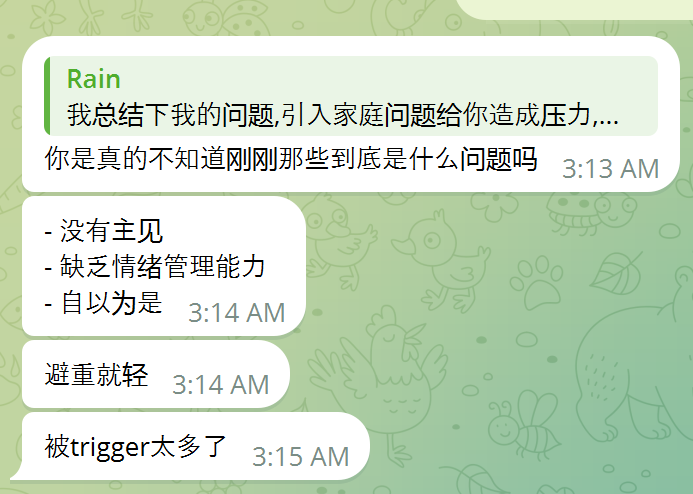 Rain
我总结下我的问题,引入家庭问题给你造成压力,...
你是真的不知道刚刚那些到底是什么问题吗 3:13 AM
- 没有主见
- 缺乏情绪管理能力
- 自以为是 3:14 AM
避重就轻 3:14 AM
被trigger太多了 3:15 AM